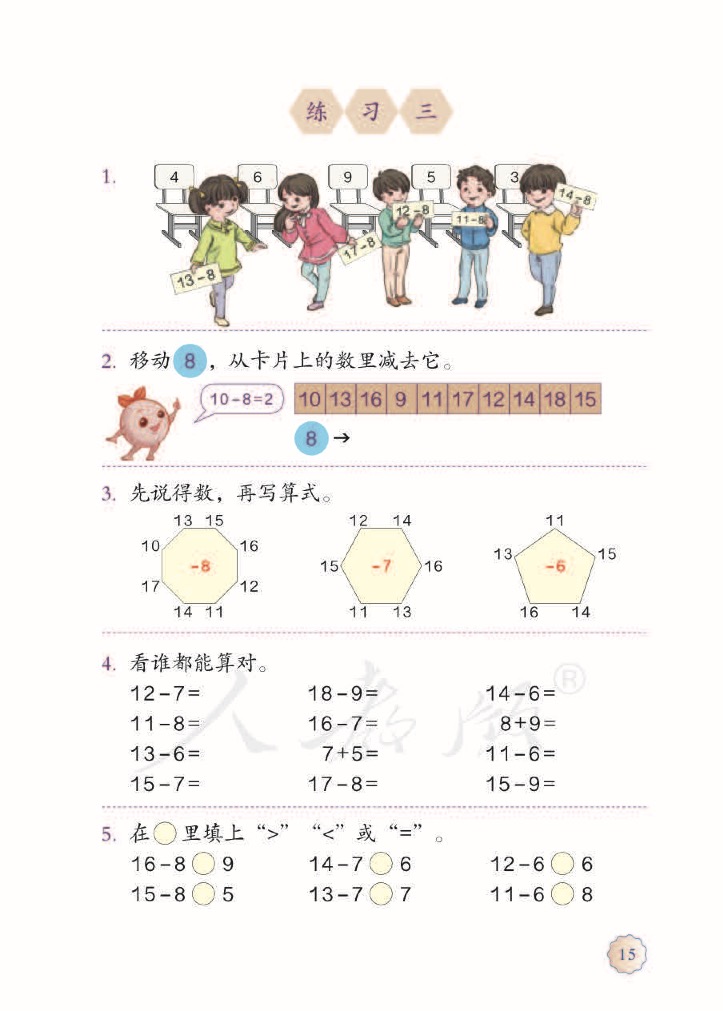 练 习 三
1.
4 6 9 5 3
13-8 17-8 12-8 11-8 14-8
2. 移动 8 ，从卡片上的数里减去它。
10-8=2
10 13 16 9 11 17 12 14 18 15
8 →
3. 先说得数，再写算式。
13 15 16 12 11 14 17 10
-8
12 14 16 13 11 15
-7
11 15 14 16 13
-6
4. 看谁都能算对。
12-7= 18-9= 14-6=
11-8= 16-7= 8+9=
13-6= 7+5= 11-6=
15-7= 17-8= 15-9=
5. 在○里填上“>”“<”或“=”。
16-8○9 14-7○6 12-6○6
15-8○5 13-7○7 11-6○8
人教版®
15